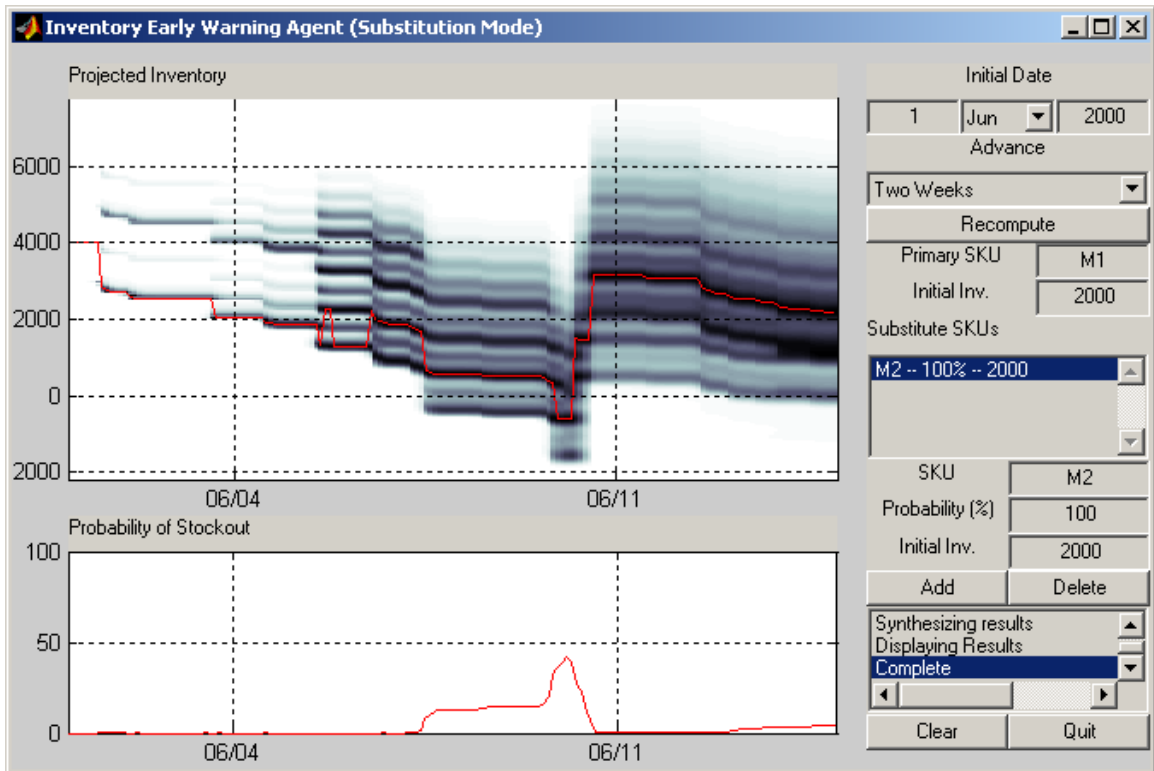 Inventory Early Warning Agent (Substitution Mode)
Projected Inventory
6000
4000
2000
0
2000
06/04
06/11
Probability of Stockout
100
50
0
06/04
06/11
Initial Date
1 Jun 2000
Advance
Two Weeks
Recompute
Primary SKU M1
Initial Inv. 2000
Substitute SKUs
M2 -- 100% -- 2000
SKU M2
Probability (%) 100
Initial Inv. 2000
Add Delete
Synthesizing results
Displaying Results
Complete
Clear Quit